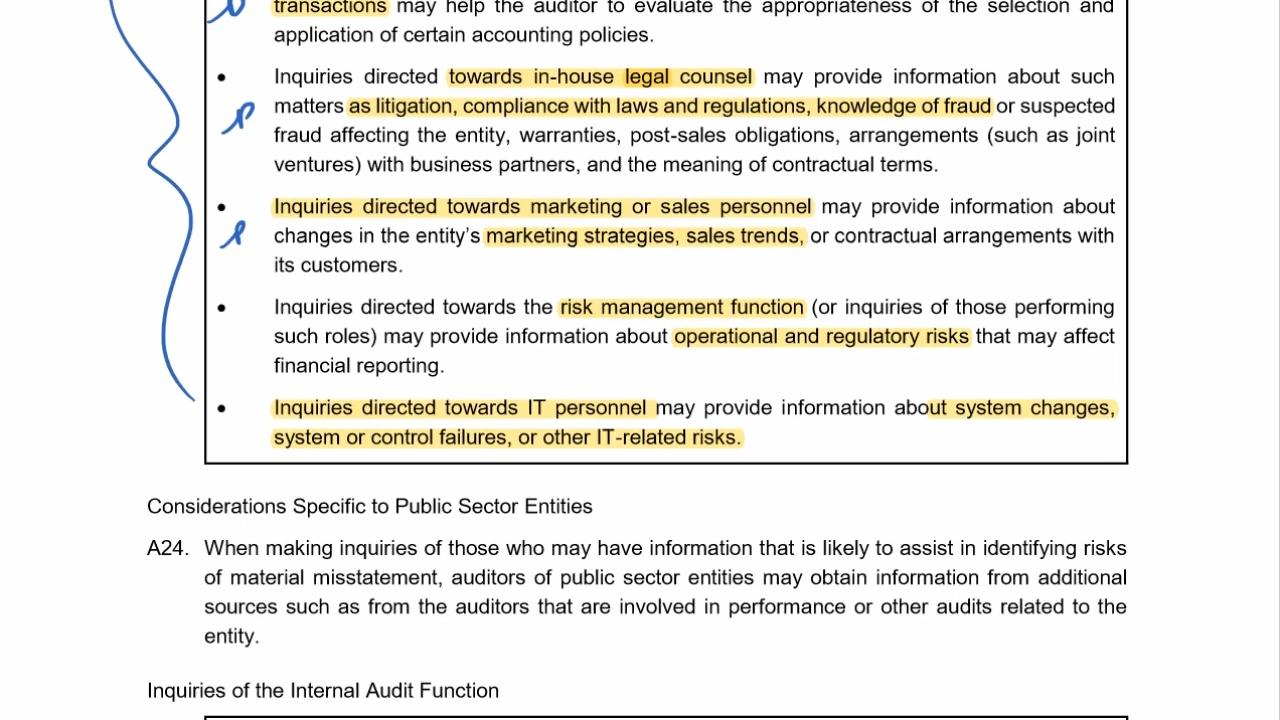 transactions may help the auditor to evaluate the appropriateness of the selection and
application of certain accounting policies.
• Inquiries directed towards in-house legal counsel may provide information about such
matters as litigation, compliance with laws and regulations, knowledge of fraud or suspected
fraud affecting the entity, warranties, post-sales obligations, arrangements (such as joint
ventures) with business partners, and the meaning of contractual terms.
• Inquiries directed towards marketing or sales personnel may provide information about
changes in the entity’s marketing strategies, sales trends, or contractual arrangements with
its customers.
• Inquiries directed towards the risk management function (or inquiries of those performing
such roles) may provide information about operational and regulatory risks that may affect
financial reporting.
• Inquiries directed towards IT personnel may provide information about system changes,
system or control failures, or other IT-related risks.
Considerations Specific to Public Sector Entities
A24. When making inquiries of those who may have information that is likely to assist in identifying risks
of material misstatement, auditors of public sector entities may obtain information from additional
sources such as from the auditors that are involved in performance or other audits related to the
entity.
Inquiries of the Internal Audit Function